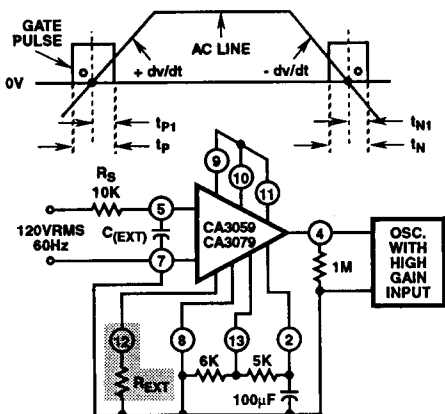 GATE
PULSE
AC LINE
+ dv/dt
- dv/dt
0V
tP1
tP
tN1
tN
RS
10K
9
10
11
5
120VRMS
60Hz
C(EXT)
7
CA3059
CA3079
4
1M
OSC.
WITH
HIGH
GAIN
INPUT
12
8
13
2
REXT
6K
5K
100μF